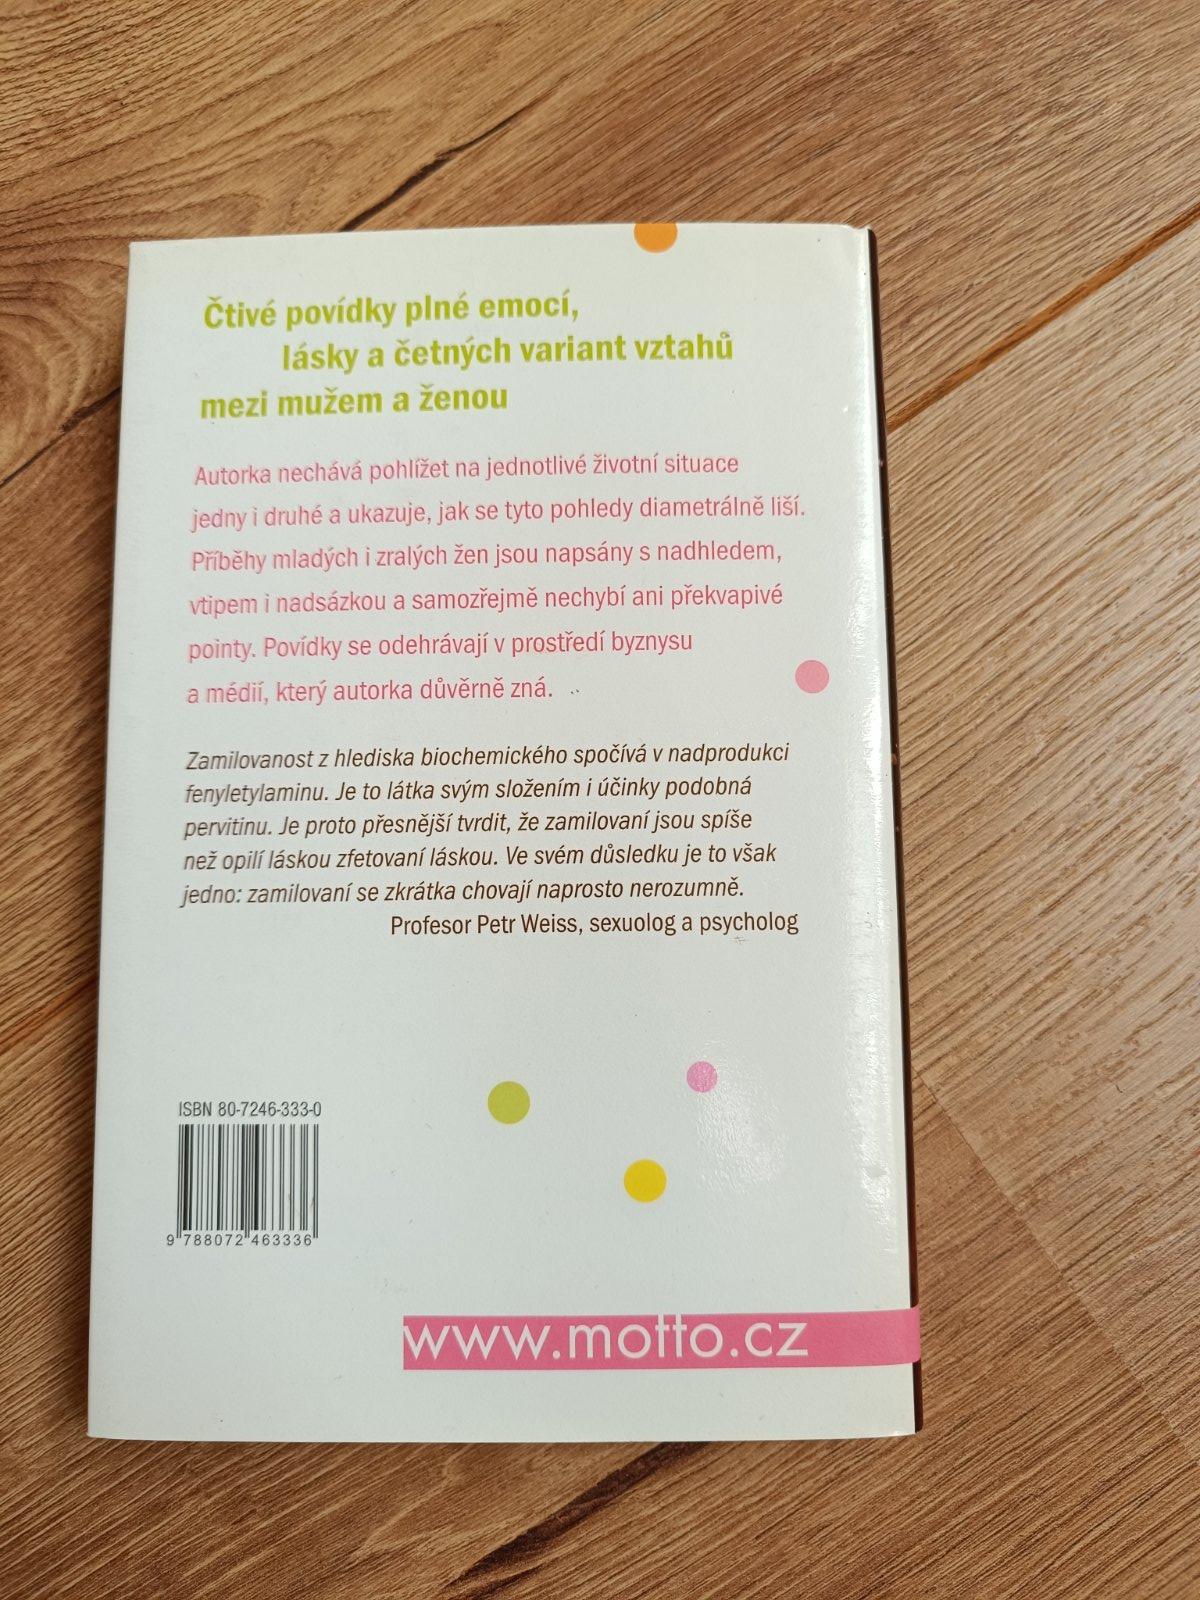 Čtivé povídky plné emocí,
lásky a četných variant vztahů
mezi mužem a ženou
Autorka nechává pohlížet na jednotlivé životní situace
jedny i druhé a ukazuje, jak se tyto pohledy diametrálně liší.
Příběhy mladých i zralých žen jsou napsány s nadhledem,
vtipem i nadsázkou a samozřejmě nechybí ani překvapivé
pointy. Povídky se odehrávají v prostředí byznysu
a médií, který autorka důvěrně zná.
Zamilovanost z hlediska biochemického spočívá v nadprodukci
fenyletylaminu. Je to látka svým složením i účinky podobná
pervitinu. Je proto přesnější tvrdit, že zamilovaní jsou spíše
než opilí láskou zfetovaní láskou. Ve svém důsledku je to však
jedno: zamilovaní se zkrátka chovají naprosto nerozumně.
Profesor Petr Weiss, sexuolog a psycholog
ISBN 80-7246-333-0
9 788072 463336
www.motto.cz